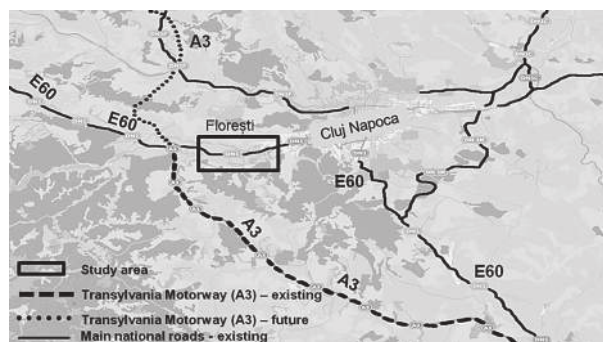 A3
E60
E60
Florești
Cluj Napoca
E60
A3
A3
E60
Study area
Transylvania Motorway (A3) – existing
Transylvania Motorway (A3) – future
Main national roads - existing